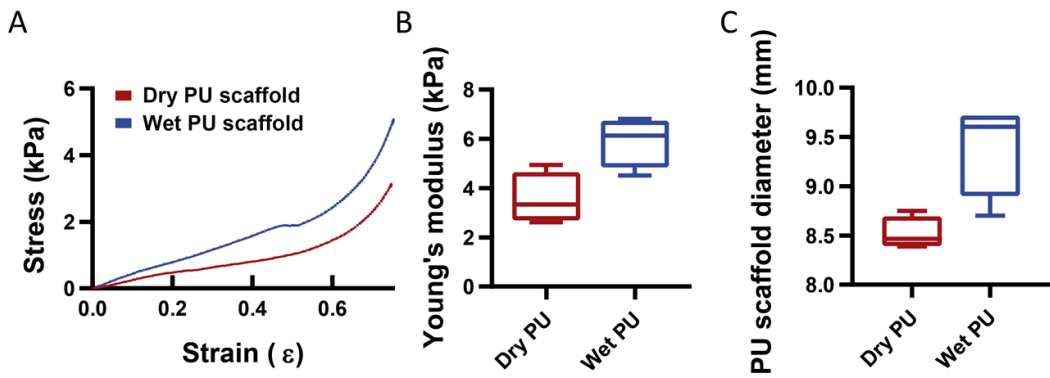 A
Stress (kPa)
6
4
2
0
Dry PU scaffold
Wet PU scaffold
0.0 0.2 0.4 0.6
Strain ( ε)
B
Young's modulus (kPa)
8
6
4
2
0
Dry PU
Wet PU
C
PU scaffold diameter (mm)
10.0
9.5
9.0
8.5
8.0
Dry PU
Wet PU